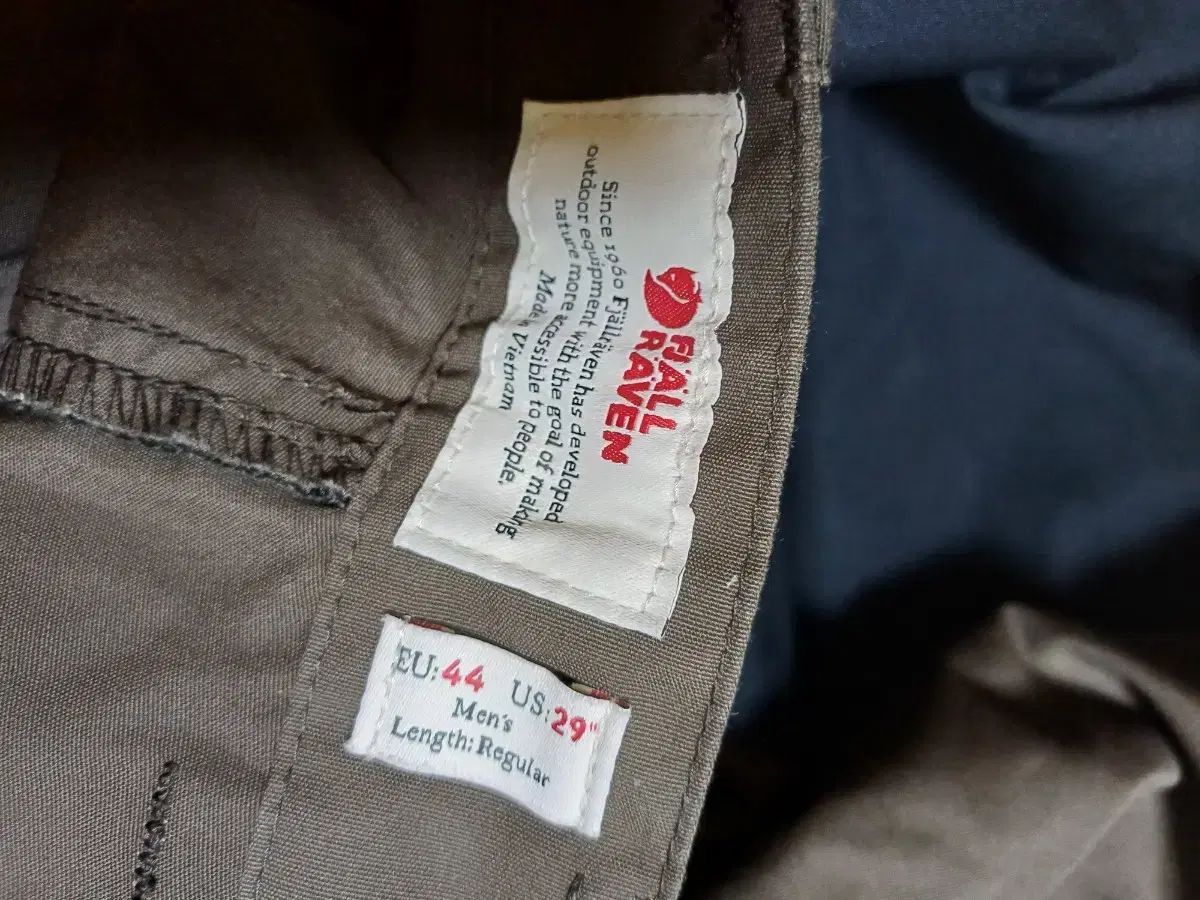 FJÄLL
RÄVEN
Since 1960 Fjällräven has developed
outdoor equipment with the goal of making
nature more accessible to people.
Made in Vietnam
EU: 44 US: 29"
Men's
Length: Regular